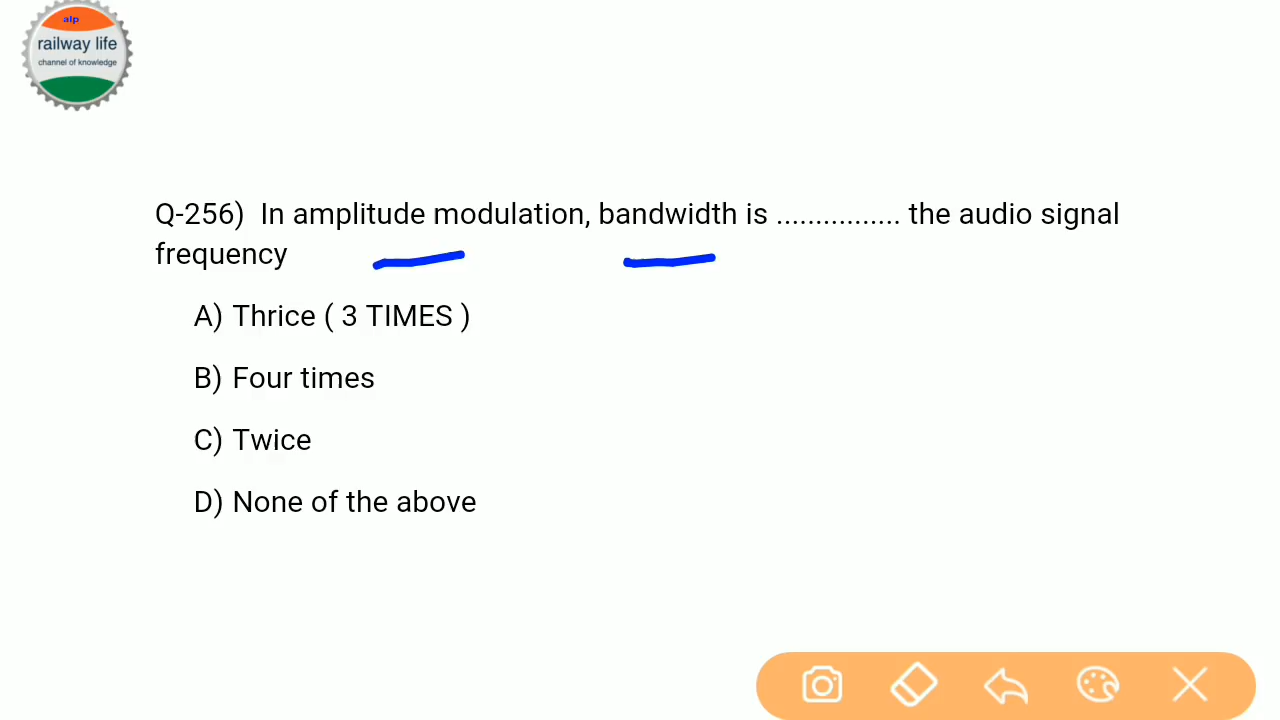 alp
railway life
channel of knowledge
Q-256) In amplitude modulation, bandwidth is ................ the audio signal
frequency
A) Thrice ( 3 TIMES )
B) Four times
C) Twice
D) None of the above